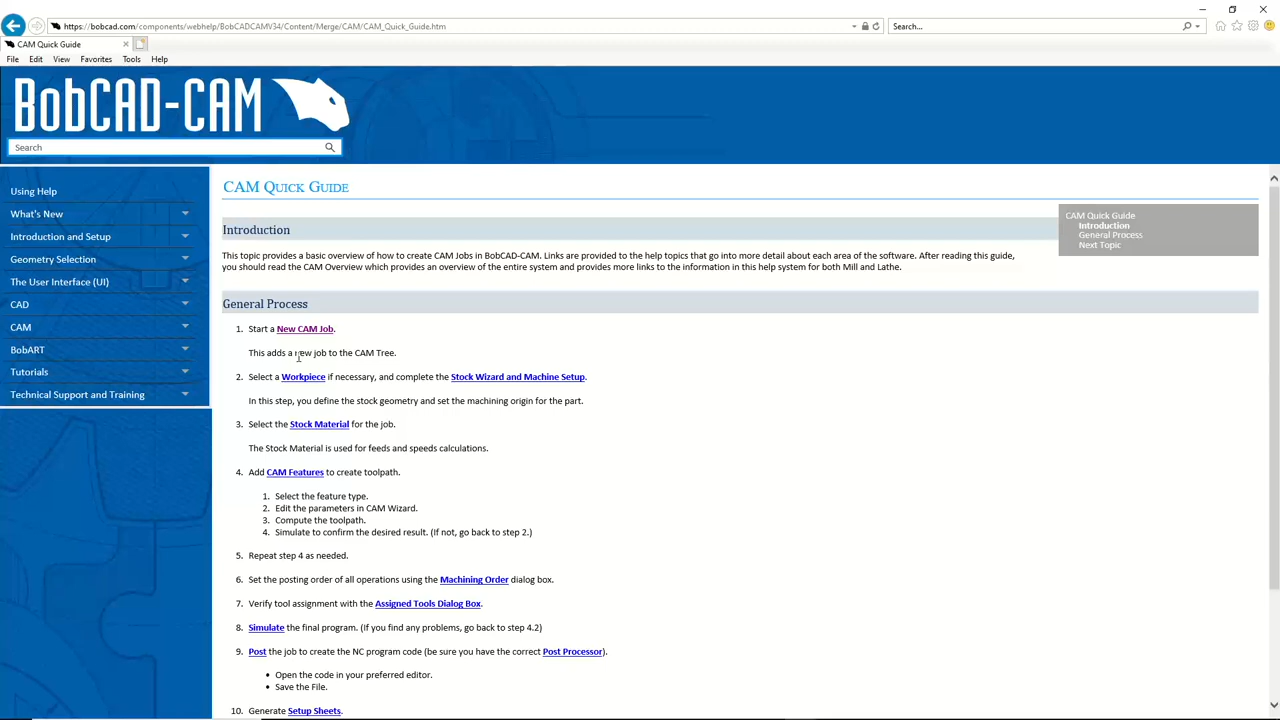 https://bobcad.com/components/webhelp/BobCADCAMV34/Content/Merge/CAM/CAM_Quick_Guide.htm
Search...
CAM Quick Guide
File Edit View Favorites Tools Help
BobCAD-CAM
Search
Using Help
What's New
Introduction and Setup
Geometry Selection
The User Interface (UI)
CAD
CAM
BobART
Tutorials
Technical Support and Training
CAM Quick Guide
CAM Quick Guide
Introduction
General Process
Next Topic
Introduction
This topic provides a basic overview of how to create CAM Jobs in BobCAD-CAM. Links are provided to the help topics that go into more detail about each area of the software. After reading this guide,
you should read the CAM Overview which provides an overview of the entire system and provides more links to the information in this help system for both Mill and Lathe.
General Process
1. Start a New CAM Job.
This adds a new job to the CAM Tree.
2. Select a Workpiece if necessary, and complete the Stock Wizard and Machine Setup.
In this step, you define the stock geometry and set the machining origin for the part.
3. Select the Stock Material for the job.
The Stock Material is used for feeds and speeds calculations.
4. Add CAM Features to create toolpath.
1. Select the feature type.
2. Edit the parameters in CAM Wizard.
3. Compute the toolpath.
4. Simulate to confirm the desired result. (If not, go back to step 2.)
5. Repeat step 4 as needed.
6. Set the posting order of all operations using the Machining Order dialog box.
7. Verify tool assignment with the Assigned Tools Dialog Box.
8. Simulate the final program. (If you find any problems, go back to step 4.2)
9. Post the job to create the NC program code (be sure you have the correct Post Processor).
• Open the code in your preferred editor.
• Save the File.
10. Generate Setup Sheets.